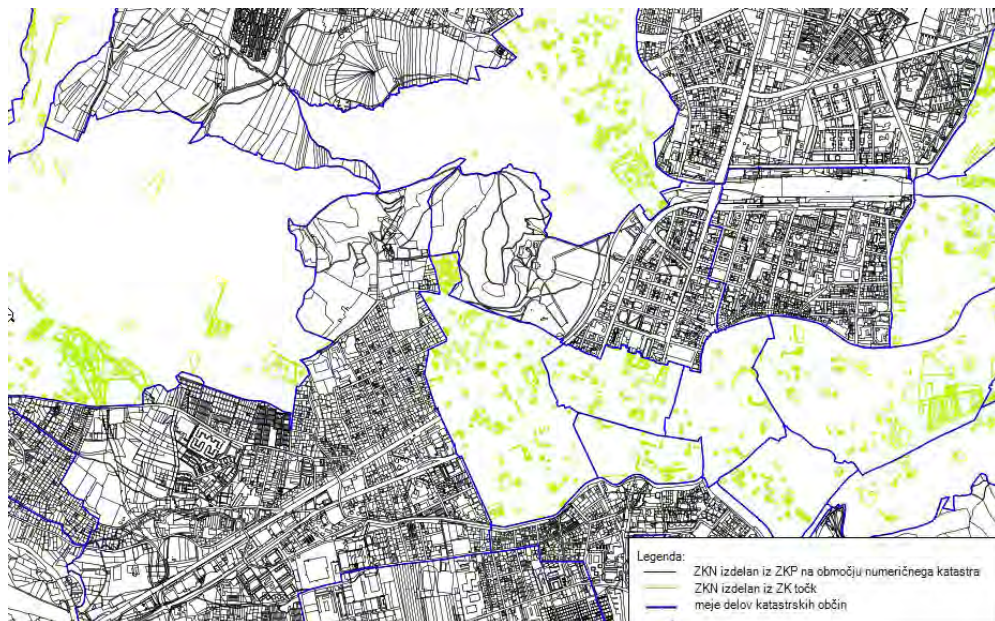 Legenda:
ZKN izdelan iz ZKP na območju numeričnega katastra
ZKN izdelan iz ZK točk
meje delov katastrskih občin